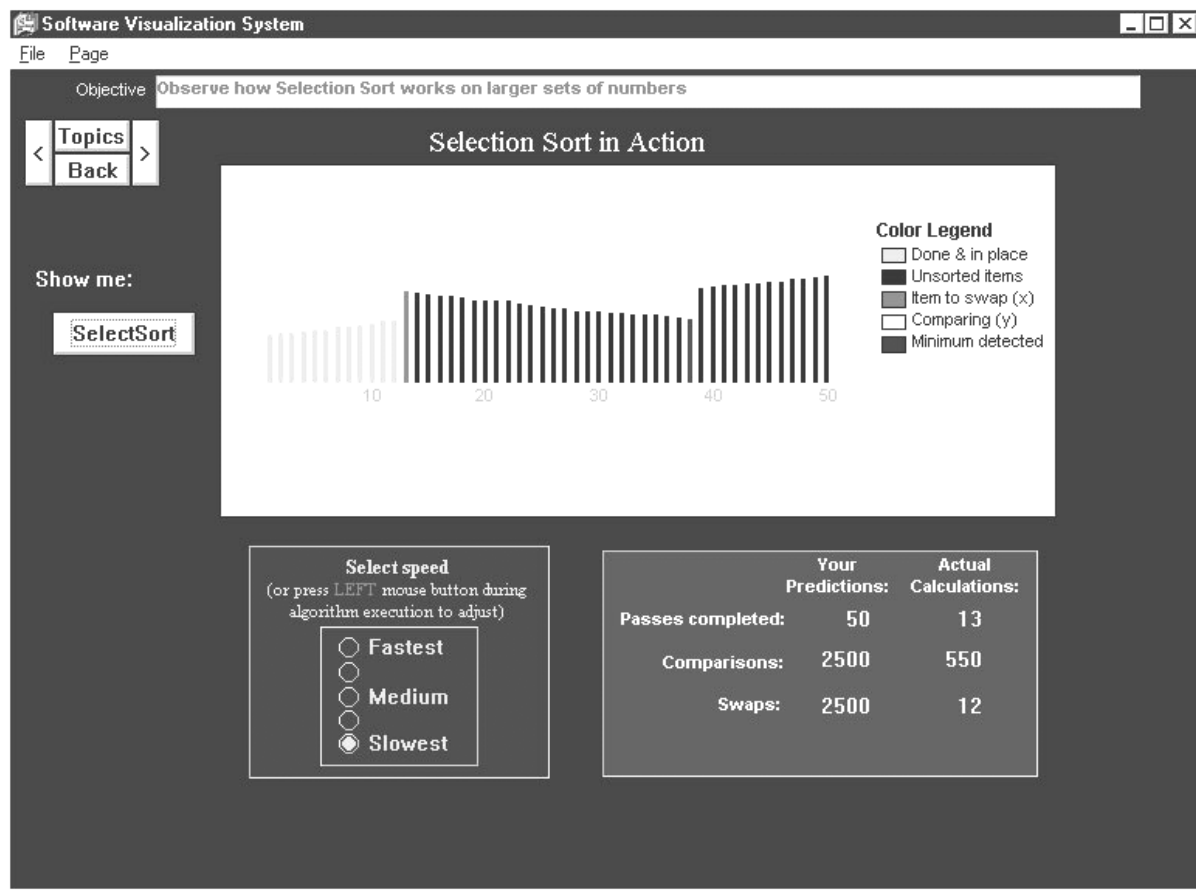 Software Visualization System
File Page
Objective Observe how Selection Sort works on larger sets of numbers
< Topics >
Back
Selection Sort in Action
Color Legend
Done & in place
Unsorted items
Item to swap (x)
Comparing (y)
Minimum detected
Show me:
SelectSort
10 20 30 40 50
Select speed
(or press LEFT mouse button during
algorithm execution to adjust)
Fastest
Medium
Slowest
Your Actual
Predictions: Calculations:
Passes completed: 50 13
Comparisons: 2500 550
Swaps: 2500 12